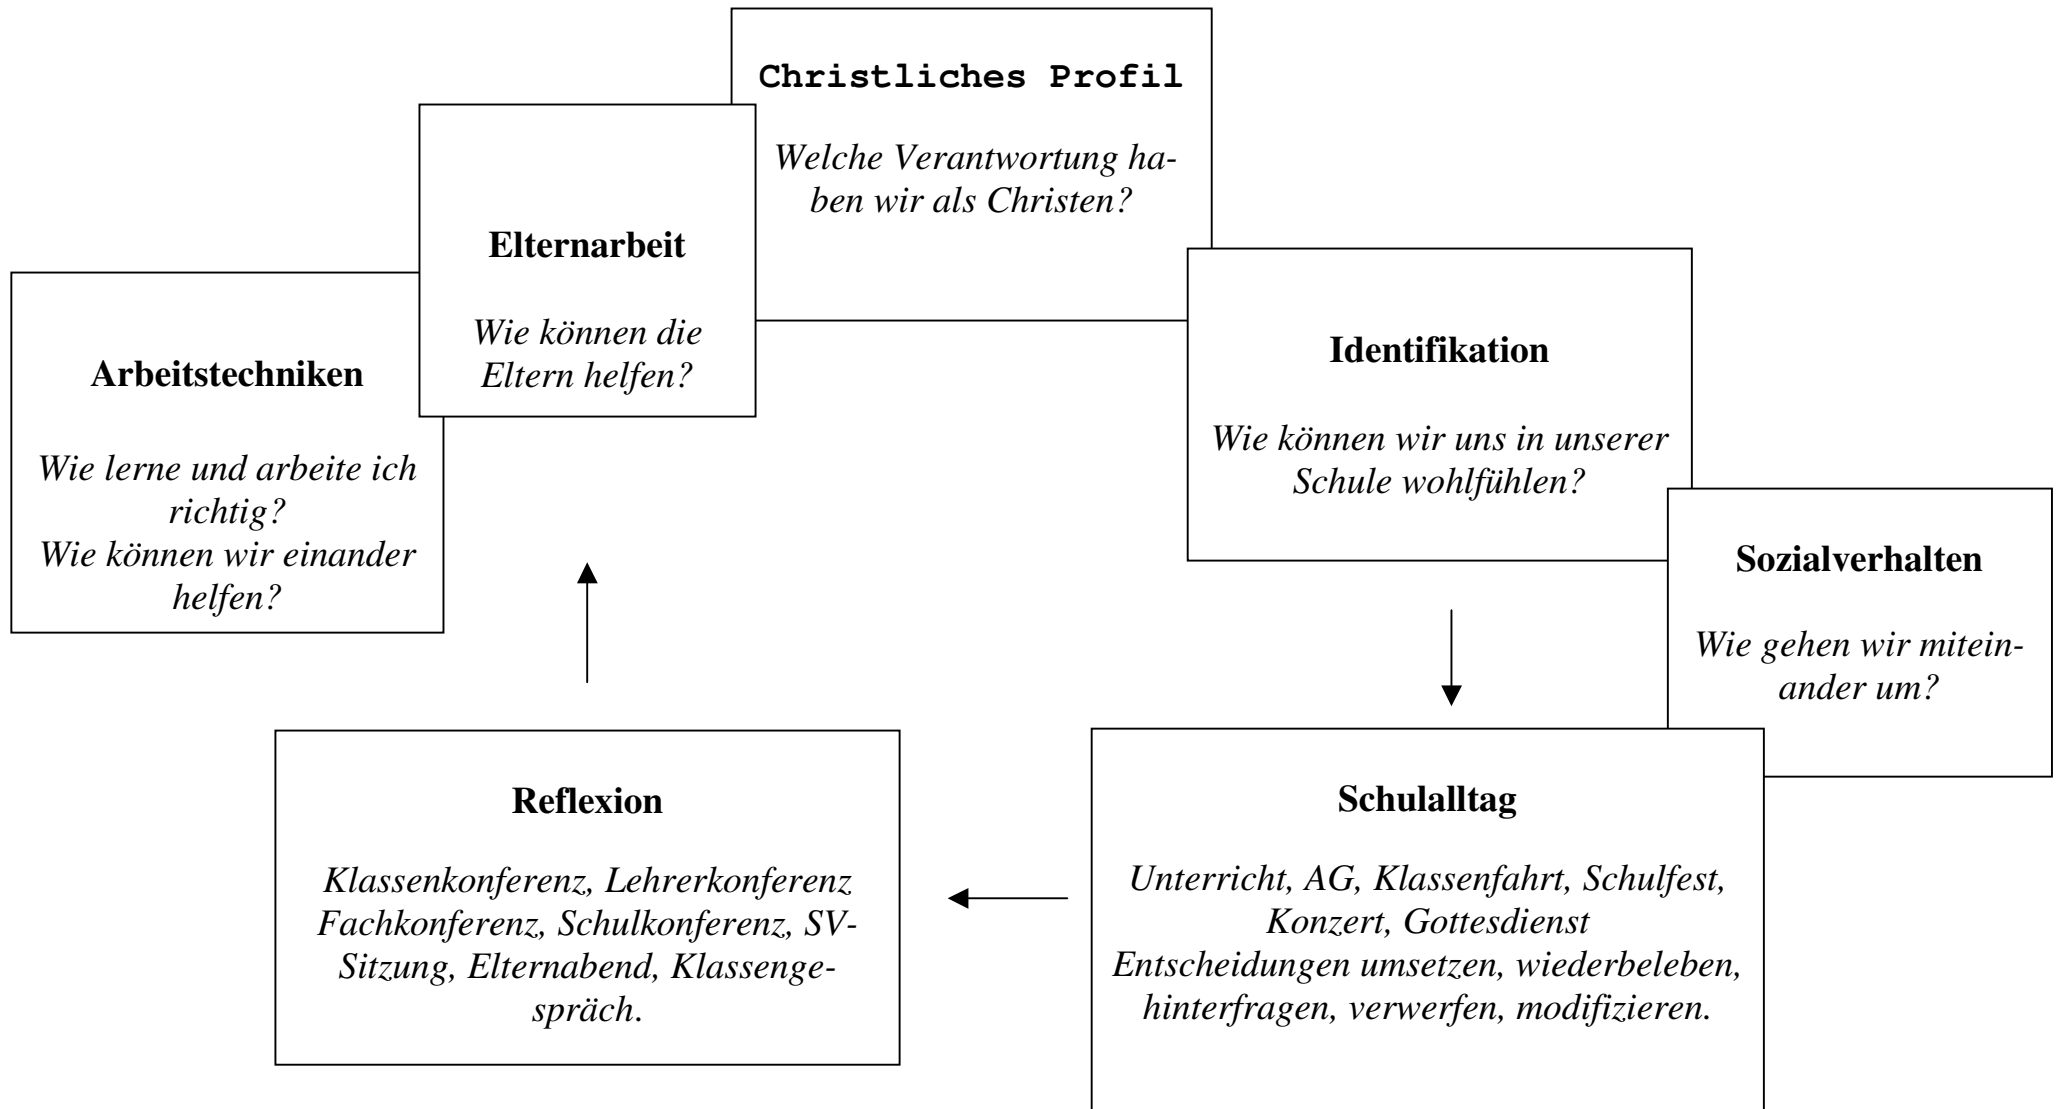 Christliches Profil
Welche Verantwortung ha-
ben wir als Christen?
Elternarbeit
Wie können die
Eltern helfen?
Arbeitstechniken
Wie lerne und arbeite ich
richtig?
Wie können wir einander
helfen?
Identifikation
Wie können wir uns in unserer
Schule wohlfühlen?
Sozialverhalten
Wie gehen wir mitein-
ander um?
Reflexion
Klassenkonferenz, Lehrerkonferenz
Fachkonferenz, Schulkonferenz, SV-
Sitzung, Elternabend, Klassenge-
spräch.
Schulalltag
Unterricht, AG, Klassenfahrt, Schulfest,
Konzert, Gottesdienst
Entscheidungen umsetzen, wiederbeleben,
hinterfragen, verwerfen, modifizieren.